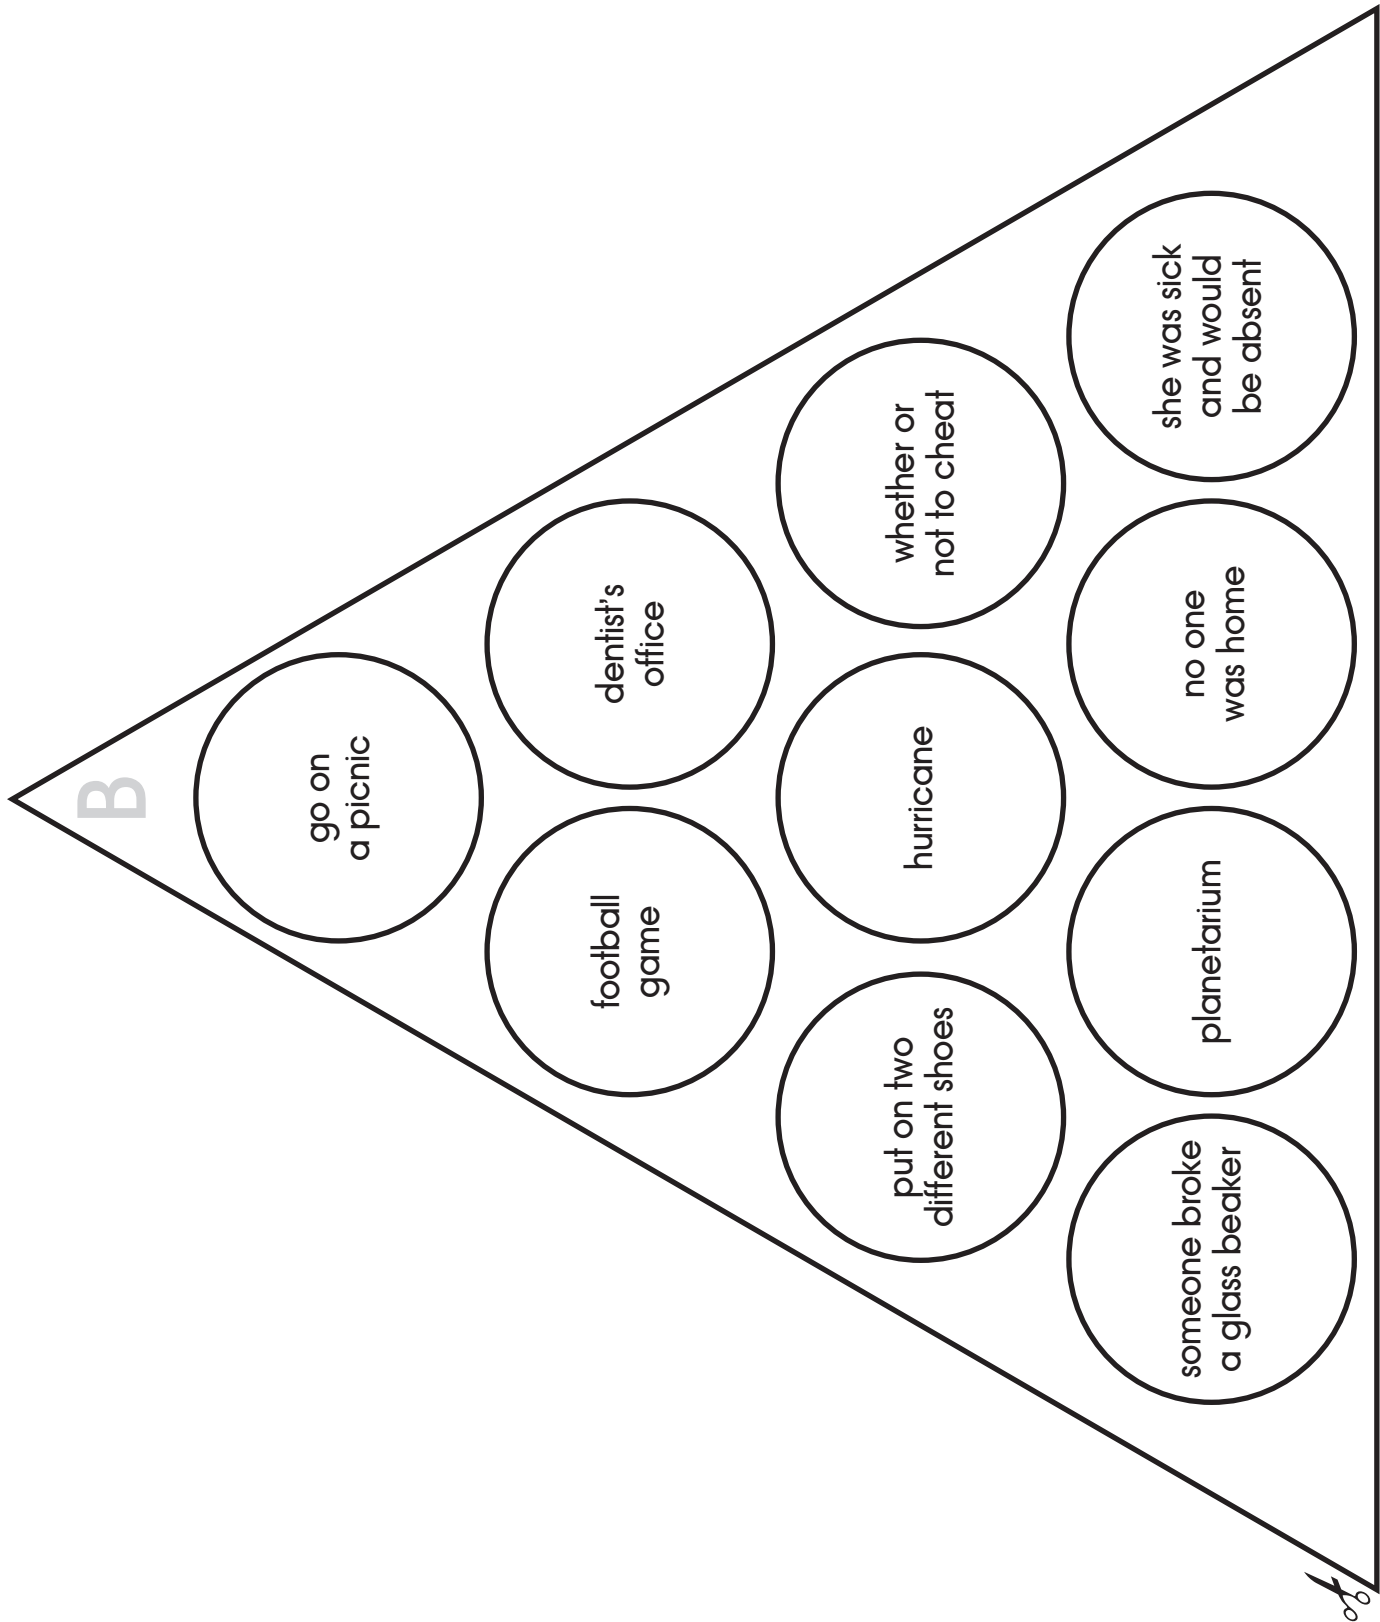 B
go on
a picnic
football
game
dentist's
office
put on two
different shoes
hurricane
whether or
not to cheat
someone broke
a glass beaker
planetarium
no one
was home
she was sick
and would
be absent